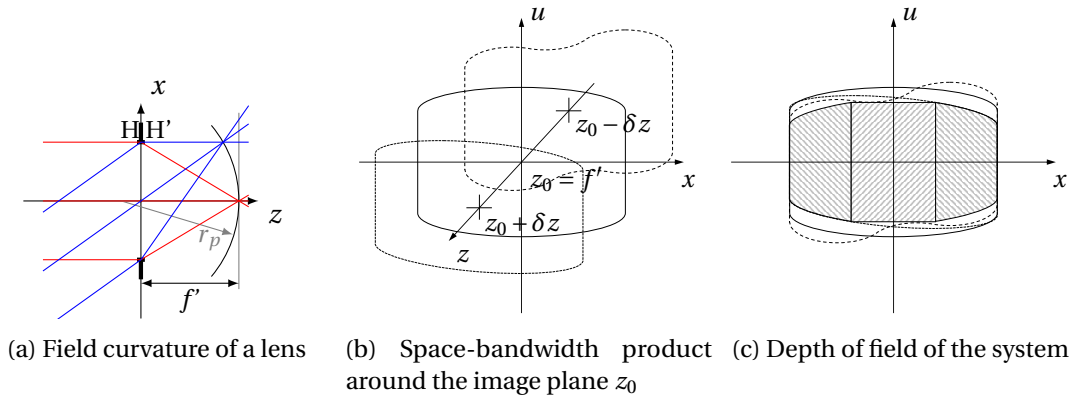 x
H H'
z
r_p
f'
(a) Field curvature of a lens
u
z_0 − δz
x
z_0 = f'
z_0 + δz
z
(b) Space-bandwidth product
around the image plane z_0
u
x
(c) Depth of field of the system